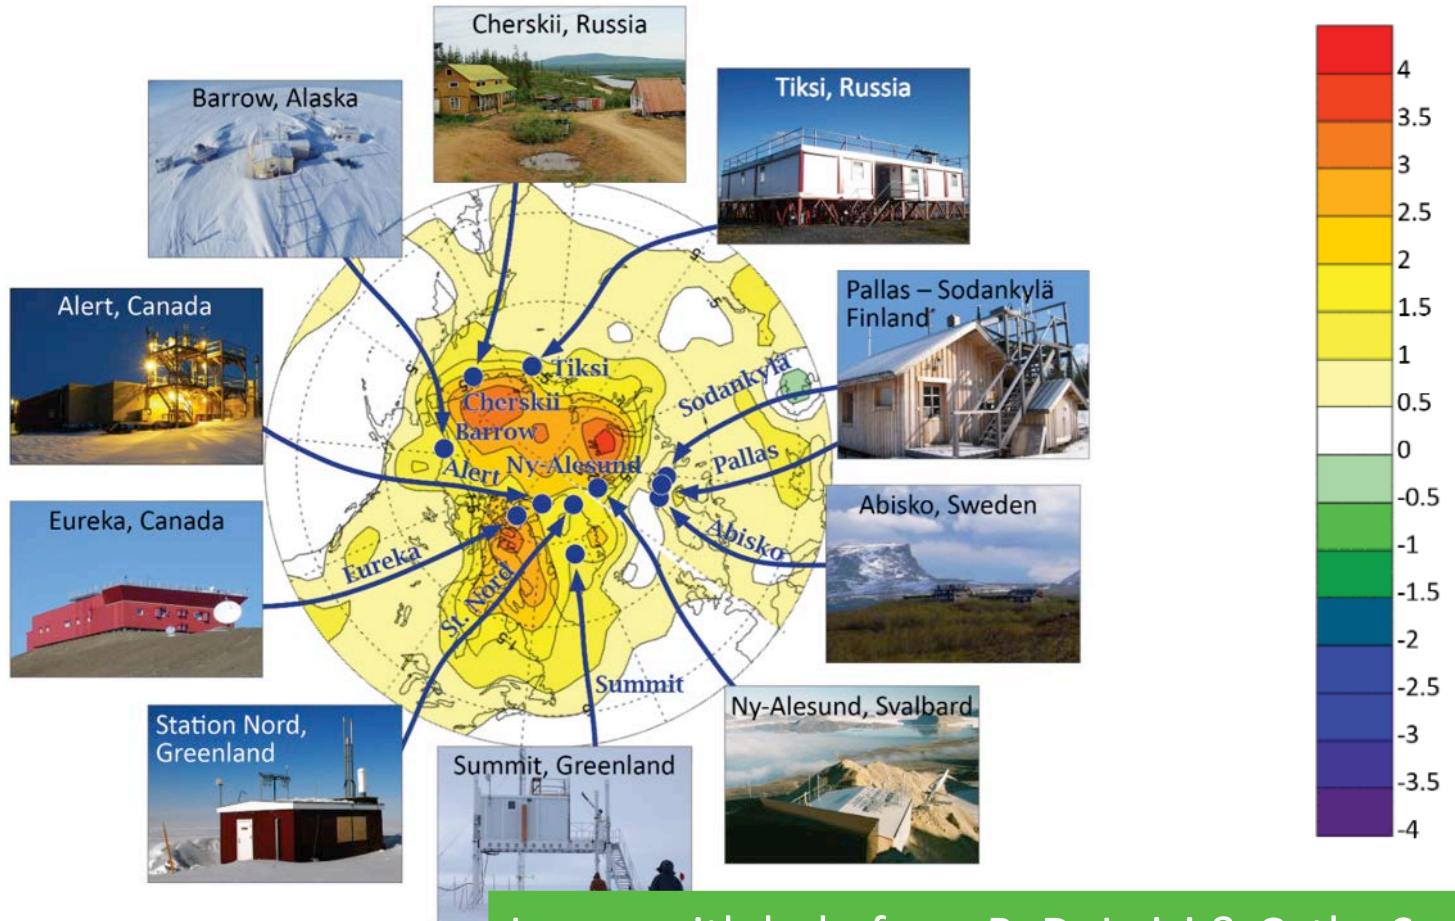 Cherskii, Russia
Barrow, Alaska
Tiksi, Russia
Alert, Canada
Pallas – Sodankylä
Finland
Eureka, Canada
Abisko, Sweden
Station Nord,
Greenland
Summit, Greenland
Ny-Alesund, Svalbard
Tiksi
Cherskii
Barrow
Alert
Ny-Alesund
Sodankylä
Pallas
Abisko
Eureka
St. Nord
Summit
4
3.5
3
2.5
2
1.5
1
0.5
0
-0.5
-1
-1.5
-2
-2.5
-3
-3.5
-4